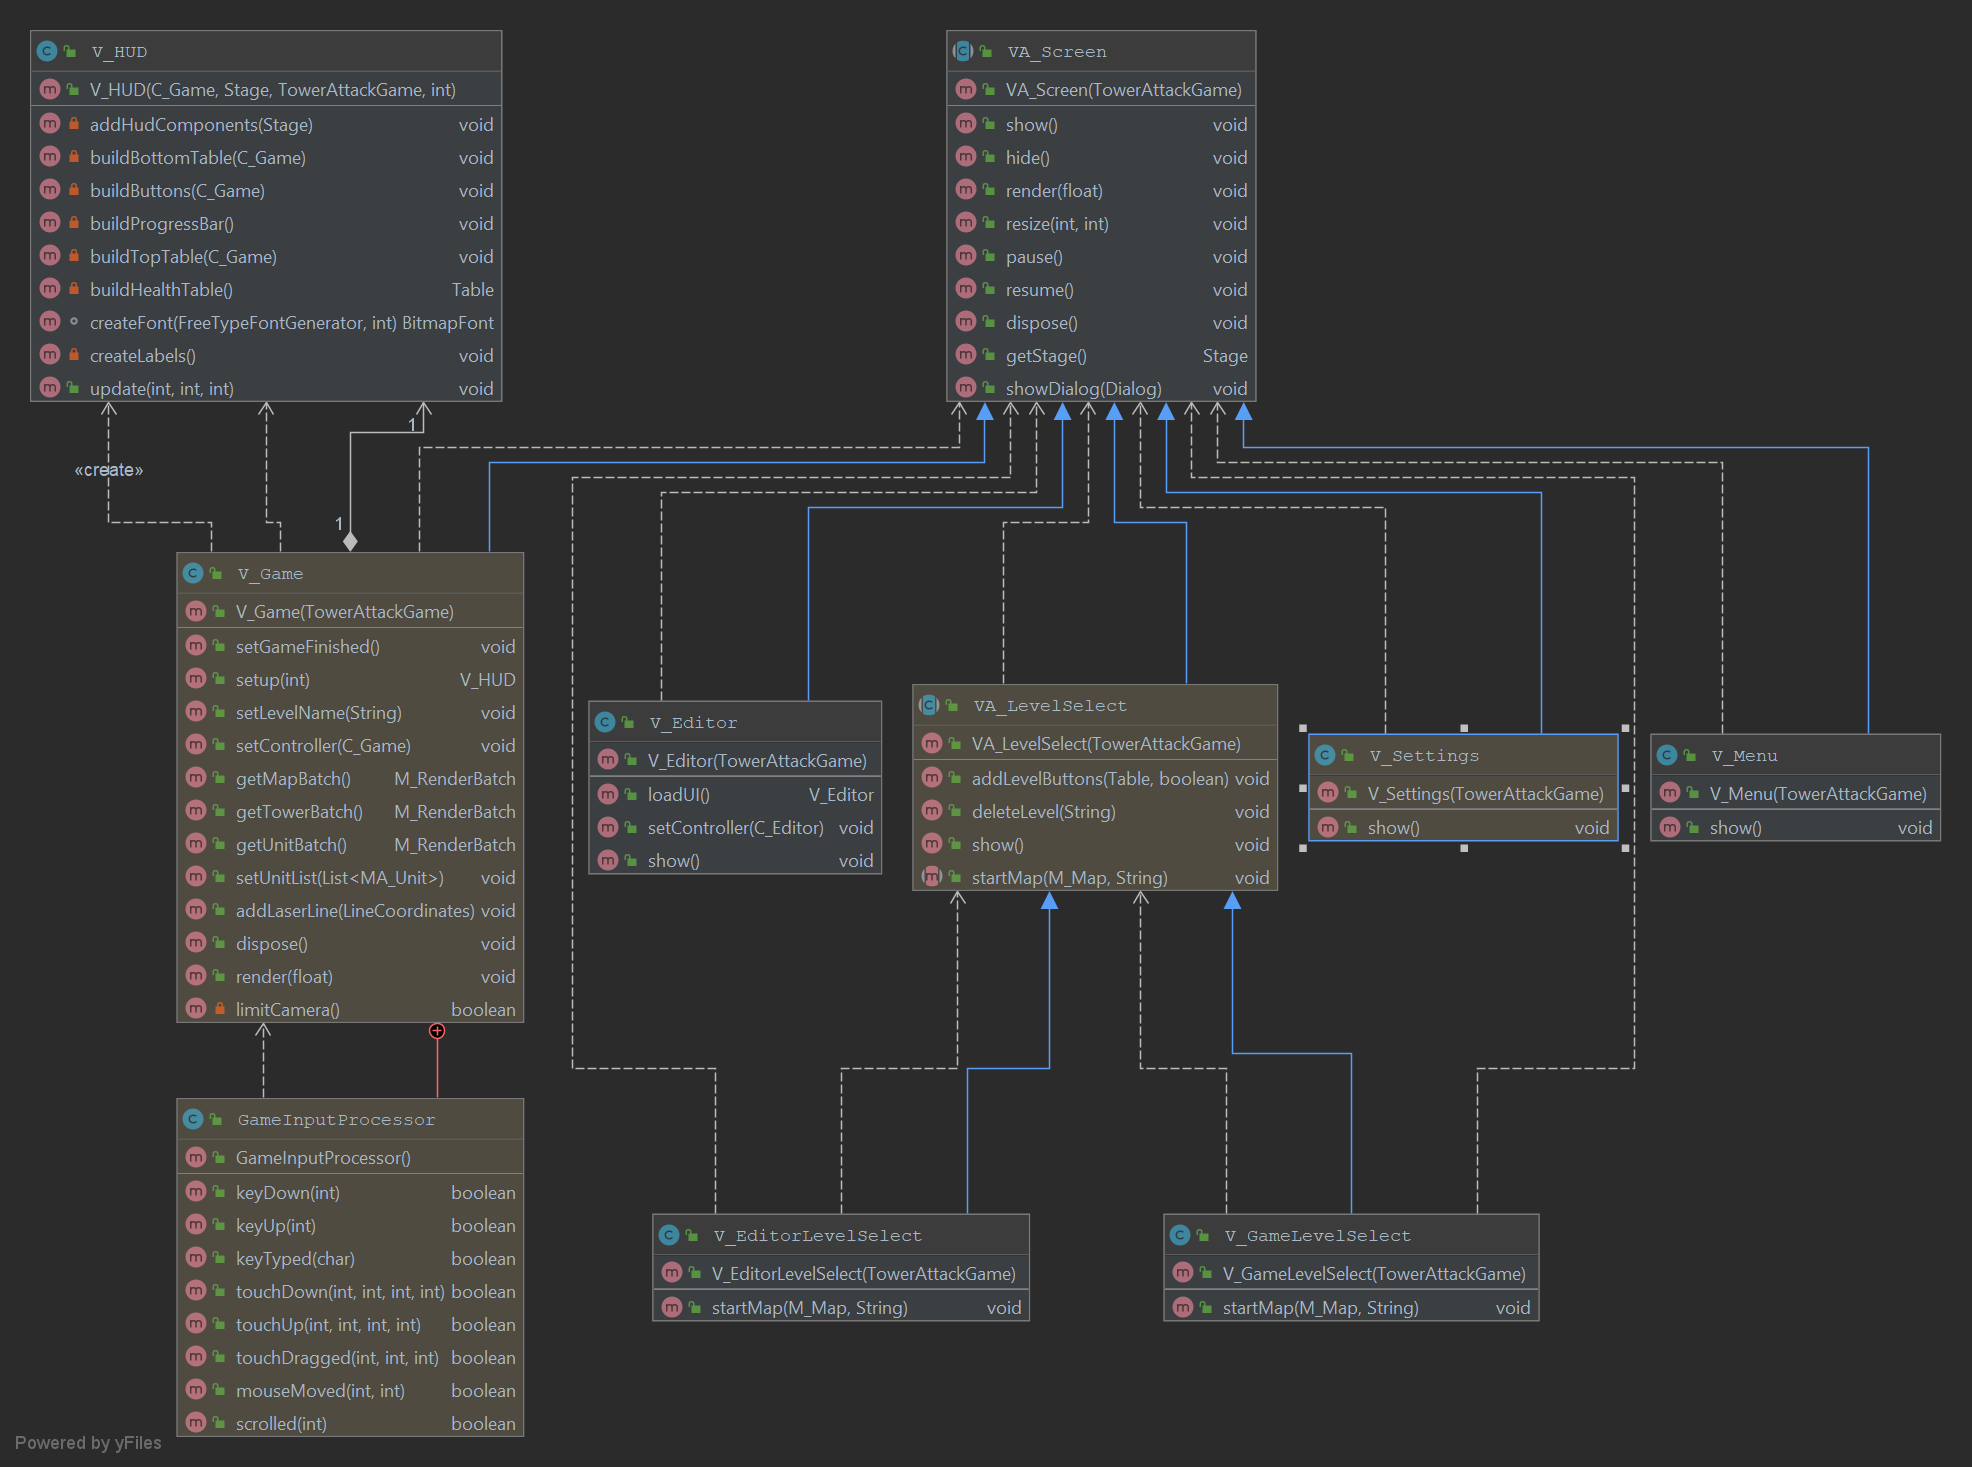 V_HUD
V_HUD(C_Game, Stage, TowerAttackGame, int)
addHudComponents(Stage) void
buildBottomTable(C_Game) void
buildButtons(C_Game) void
buildProgressBar() void
buildTopTable(C_Game) void
buildHealthTable() Table
createFont(FreeTypeFontGenerator, int) BitmapFont
createLabels() void
update(int, int, int) void
VA_Screen
VA_Screen(TowerAttackGame)
show() void
hide() void
render(float) void
resize(int, int) void
pause() void
resume() void
dispose() void
getStage() Stage
showDialog(Dialog) void
1
«create»
1
V_Game
V_Game(TowerAttackGame)
setGameFinished() void
setup(int) V_HUD
setLevelName(String) void
setController(C_Game) void
getMapBatch() M_RenderBatch
getTowerBatch() M_RenderBatch
getUnitBatch() M_RenderBatch
setUnitList(List<MA_Unit>) void
addLaserLine(LineCoordinates) void
dispose() void
render(float) void
limitCamera() boolean
V_Editor
V_Editor(TowerAttackGame)
loadUI() V_Editor
setController(C_Editor) void
show() void
VA_LevelSelect
VA_LevelSelect(TowerAttackGame)
addLevelButtons(Table, boolean) void
deleteLevel(String) void
show() void
startMap(M_Map, String) void
V_Settings
V_Settings(TowerAttackGame)
show() void
V_Menu
V_Menu(TowerAttackGame)
show() void
GameInputProcessor
GameInputProcessor()
keyDown(int) boolean
keyUp(int) boolean
keyTyped(char) boolean
touchDown(int, int, int, int) boolean
touchUp(int, int, int, int) boolean
touchDragged(int, int, int) boolean
mouseMoved(int, int) boolean
scrolled(int) boolean
V_EditorLevelSelect
V_EditorLevelSelect(TowerAttackGame)
startMap(M_Map, String) void
V_GameLevelSelect
V_GameLevelSelect(TowerAttackGame)
startMap(M_Map, String) void
Powered by yFiles